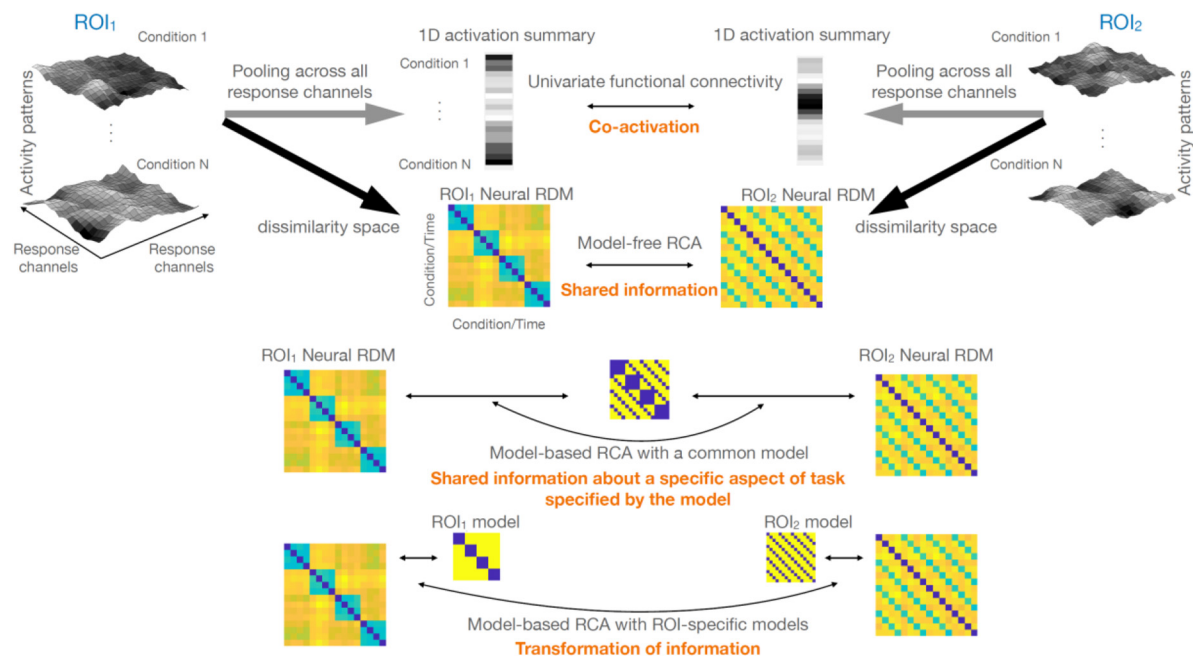 ROI₁
ROI₂
Condition 1
1D activation summary
1D activation summary
Condition 1
Condition 1
Pooling across all
response channels
Univariate functional connectivity
Pooling across all
response channels
Activity patterns
⋮
⋮
Co-activation
⋮
Activity patterns
Condition N
Condition N
Condition N
ROI₁ Neural RDM
ROI₂ Neural RDM
dissimilarity space
dissimilarity space
Response
channels
Response
channels
Condition/Time
Model-free RCA
Shared information
Condition/Time
ROI₁ Neural RDM
ROI₂ Neural RDM
Model-based RCA with a common model
Shared information about a specific aspect of task
specified by the model
ROI₁ model
ROI₂ model
Model-based RCA with ROI-specific models
Transformation of information